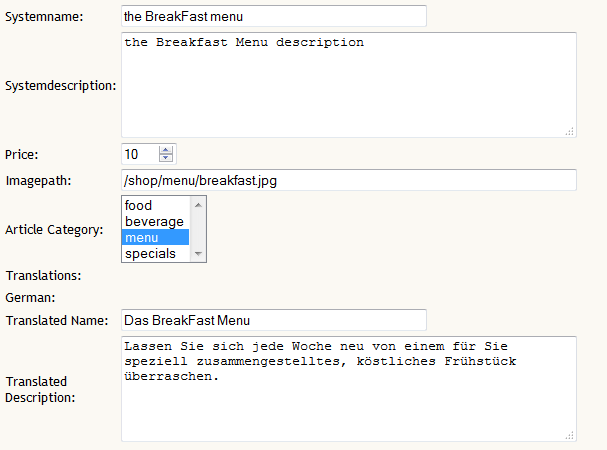 Systemname: the BreakFast menu
the Breakfast Menu description
Systemdescription:
Price: 10
Imagepath: /shop/menu/breakfast.jpg
food
beverage
Article Category:
menu
specials
Translations:
German:
Translated Name: Das BreakFast Menu
Lassen Sie sich jede Woche neu von einem für Sie
speziell zusammengestelltes, köstliches Frühstück
überraschen.
Translated
Description: